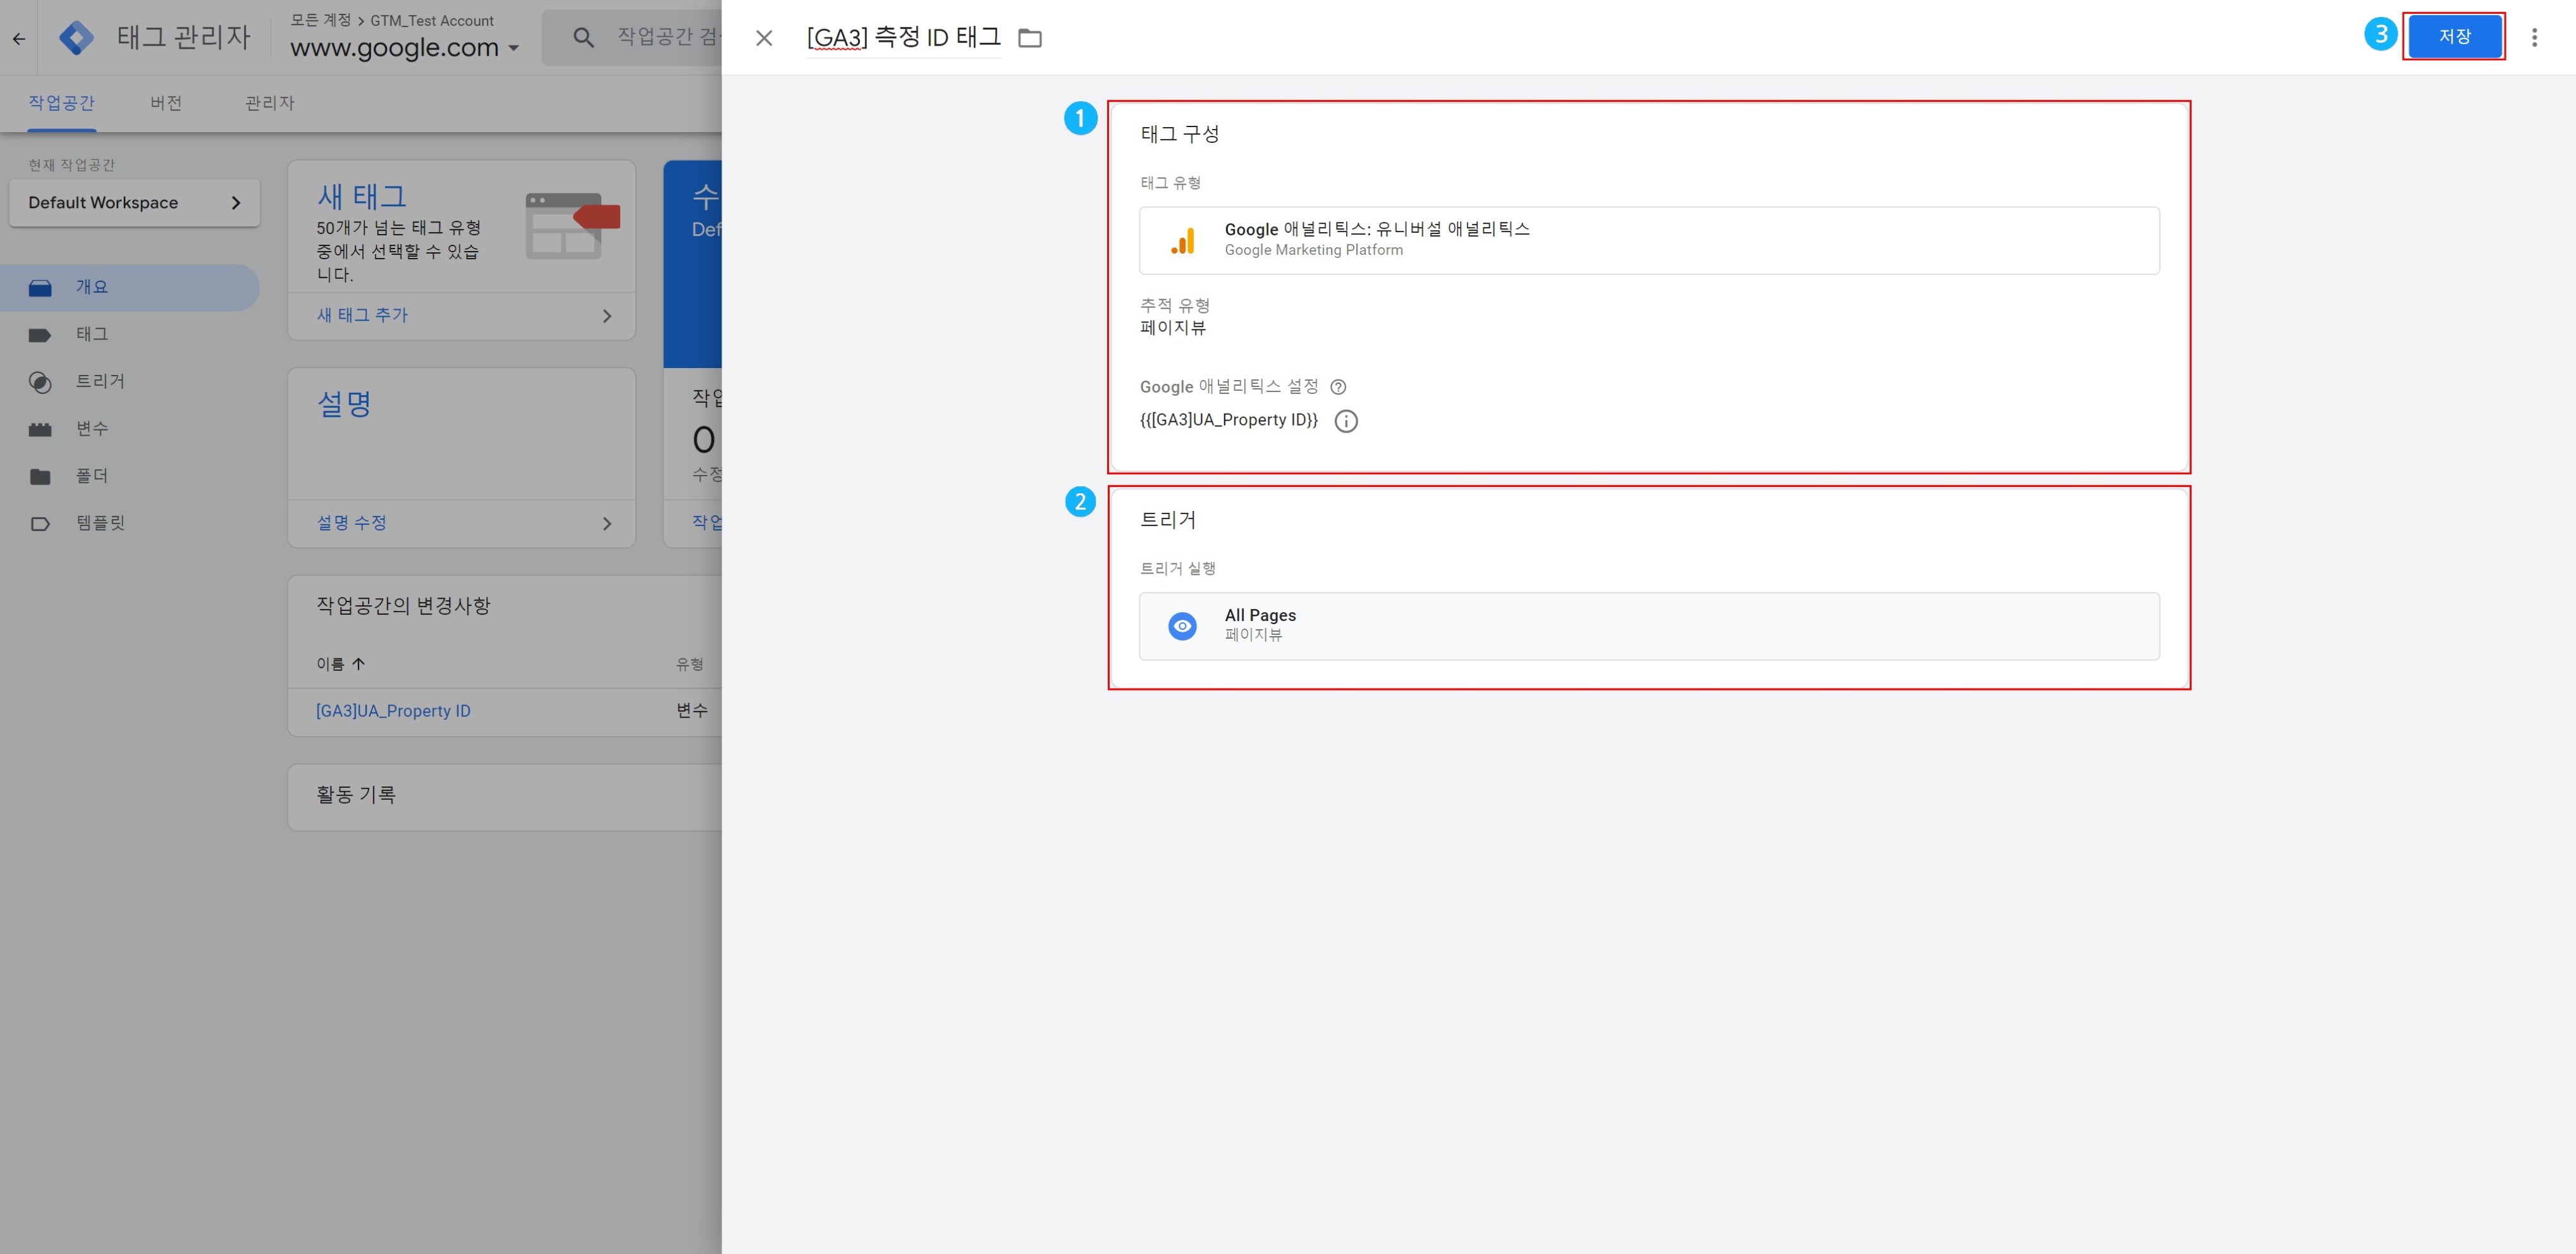 태그 관리자
모든 계정 > GTM_Test Account
www.google.com
작업공간 검
작업공간
버전
관리자
현재 작업공간
Default Workspace
개요
태그
트리거
변수
폴더
템플릿
새 태그
50개가 넘는 태그 유형
중에서 선택할 수 있습
니다.
새 태그 추가
수
Def
설명
설명 수정
0
수정
작업
작업공간의 변경사항
이름
유형
[GA3]UA_Property ID
변수
활동 기록
[GA3] 측정 ID 태그
3
저장
1
태그 구성
태그 유형
Google 애널리틱스: 유니버설 애널리틱스
Google Marketing Platform
추적 유형
페이지뷰
Google 애널리틱스 설정
{{[GA3]UA_Property ID}}
2
트리거
트리거 실행
All Pages
페이지뷰